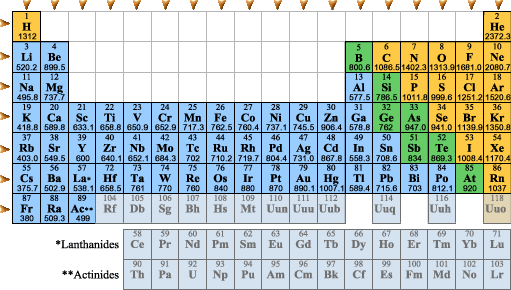 1 2
H He
1312 2372.3
3 4 5 6 7 8 9 10
Li Be B C N O F Ne
520.2 899.5 800.6 1086.5 1402.3 1313.9 1681.0 2080.7
11 12 13 14 15 16 17 18
Na Mg Al Si P S Cl Ar
495.8 737.7 577.5 786.5 1011.8 999.6 1251.2 1520.6
19 20 21 22 23 24 25 26 27 28 29 30 31 32 33 34 35 36
K Ca Sc Ti V Cr Mn Fe Co Ni Cu Zn Ga Ge As Se Br Kr
418.8 589.8 633.1 658.8 650.9 652.9 717.3 762.5 760.4 737.1 745.5 906.4 578.8 762 947.0 941.0 1139.9 1350.8
37 38 39 40 41 42 43 44 45 46 47 48 49 50 51 52 53 54
Rb Sr Y Zr Nb Mo Tc Ru Rh Pd Ag Cd In Sn Sb Te I Xe
403.0 549.5 600 640.1 652.1 684.3 702 710.2 719.7 804.4 731.0 867.8 558.3 708.6 834 869.3 1008.4 1170.4
55 56 57 72 73 74 75 76 77 78 79 80 81 82 83 84 85 86
Cs Ba La* Hf Ta W Re Os Ir Pt Au Hg Tl Pb Bi Po At Rn
375.7 502.9 538.1 658.5 761 770 760 840 880 870 890.1 1007.1 589.4 715.6 703 812.1 920 1037
87 88 89 104 105 106 107 108 109 110 111 112 114 116 118
Fr Ra Ac** Rf Db Sg Bh Hs Mt Uun Uuu Uub Uuq Uuh Uuo
380 509.3 499
58 59 60 61 62 63 64 65 66 67 68 69 70 71
*Lanthanides Ce Pr Nd Pm Sm Eu Gd Tb Dy Ho Er Tm Yb Lu
90 91 92 93 94 95 96 97 98 99 100 101 102 103
**Actinides Th Pa U Np Pu Am Cm Bk Cf Es Fm Md No Lr